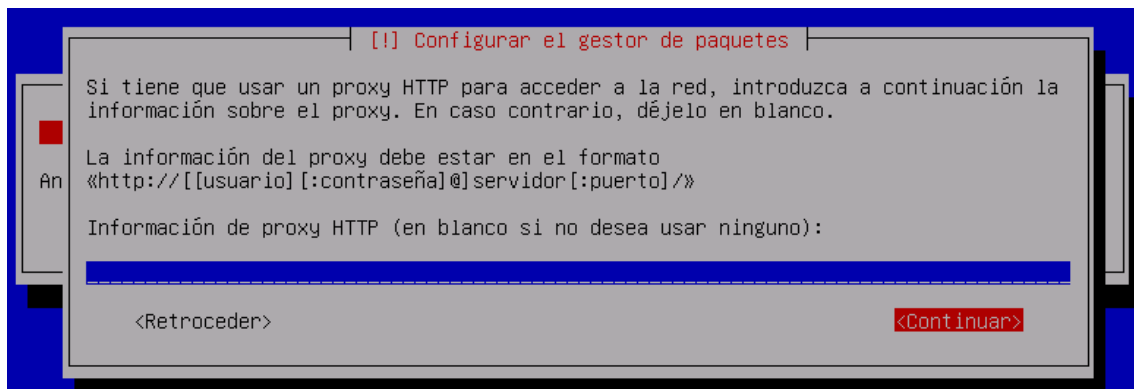 [!] Configurar el gestor de paquetes
Si tiene que usar un proxy HTTP para acceder a la red, introduzca a continuación la
información sobre el proxy. En caso contrario, déjelo en blanco.
La información del proxy debe estar en el formato
An
«http://[[usuario][:contraseña]@]servidor[:puerto]/»
Información de proxy HTTP (en blanco si no desea usar ninguno):
<Retroceder>
<Continuar>